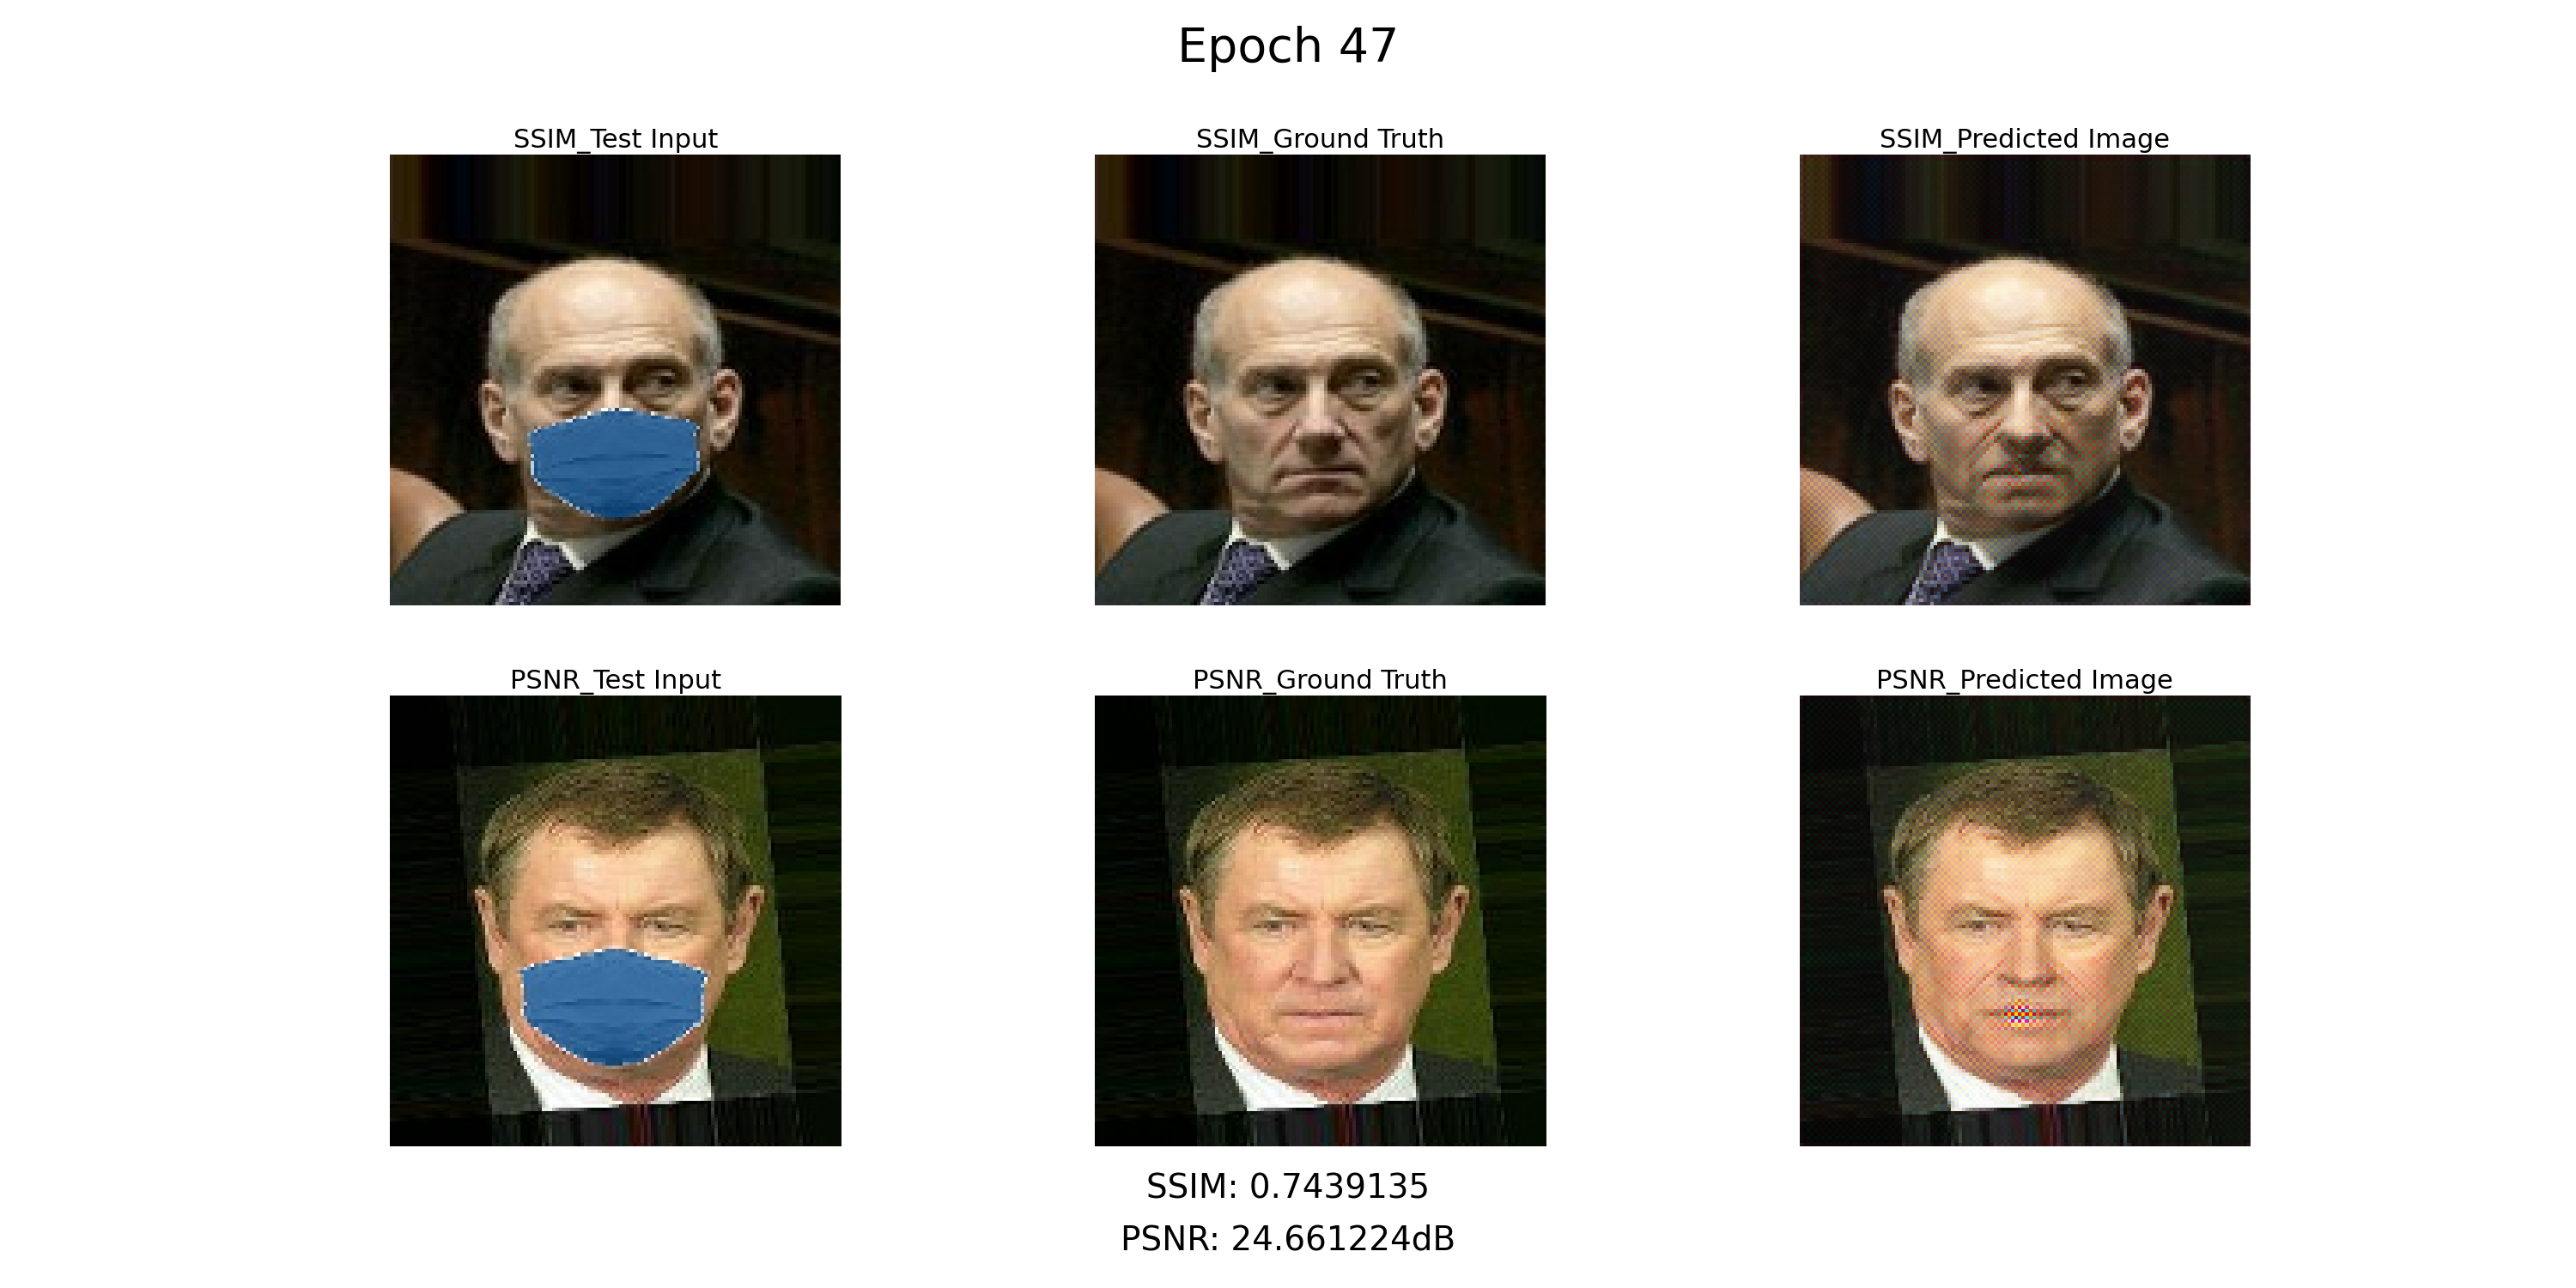 Epoch 47
SSIM_Test Input
SSIM_Ground Truth
SSIM_Predicted Image
PSNR_Test Input
PSNR_Ground Truth
PSNR_Predicted Image
SSIM: 0.7439135
PSNR: 24.661224dB